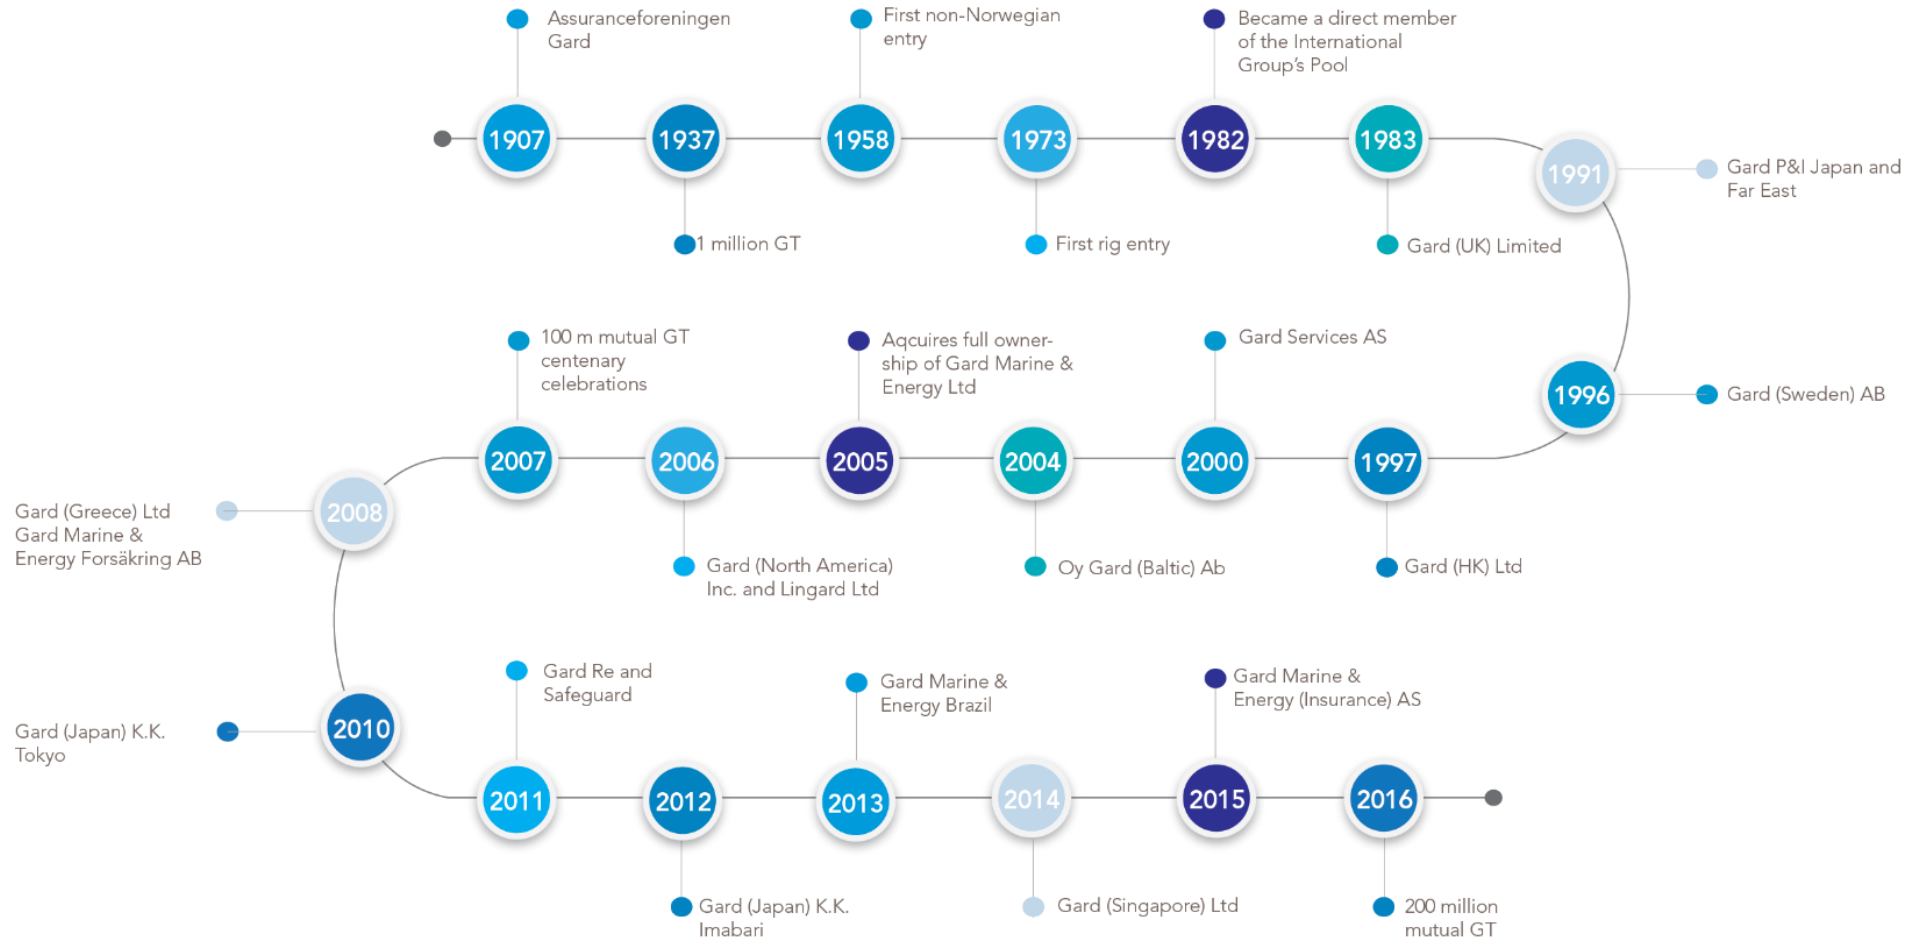 Assuranceforeningen
Gard
First non-Norwegian
entry
Became a direct member
of the International
Group's Pool
1907
1937
1958
1973
1982
1983
1991
Gard P&I Japan and
Far East
1 million GT
First rig entry
Gard (UK) Limited
100 m mutual GT
centenary
celebrations
Aqcuires full owner-
ship of Gard Marine &
Energy Ltd
Gard Services AS
1996
Gard (Sweden) AB
2007
2006
2005
2004
2000
1997
2008
Gard (Greece) Ltd
Gard Marine &
Energy Forsäkring AB
Gard (North America)
Inc. and Lingard Ltd
Oy Gard (Baltic) Ab
Gard (HK) Ltd
Gard Re and
Safeguard
Gard Marine &
Energy Brazil
Gard Marine &
Energy (Insurance) AS
2010
Gard (Japan) K.K.
Tokyo
2011
2012
2013
2014
2015
2016
Gard (Japan) K.K.
Imabari
Gard (Singapore) Ltd
200 million
mutual GT